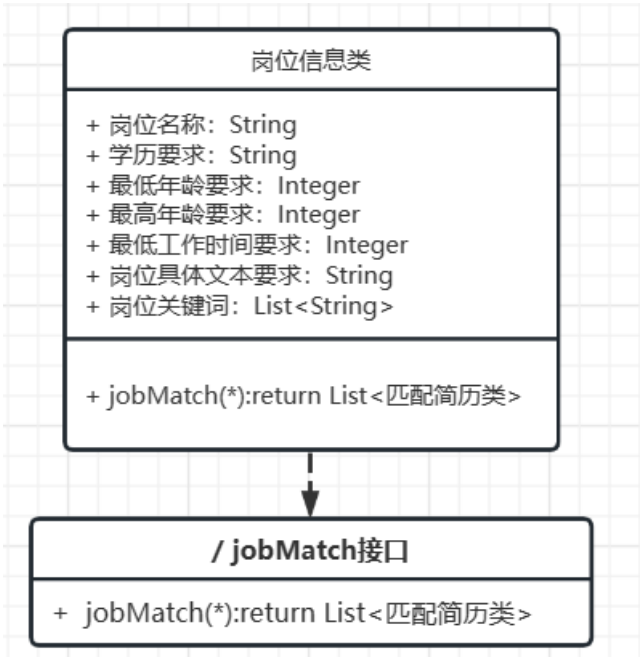 岗位信息类
+ 岗位名称：String
+ 学历要求：String
+ 最低年龄要求：Integer
+ 最高年龄要求：Integer
+ 最低工作时间要求：Integer
+ 岗位具体文本要求：String
+ 岗位关键词：List<String>
+ jobMatch(*):return List<匹配简历类>
/ jobMatch接口
+ jobMatch(*):return List<匹配简历类>